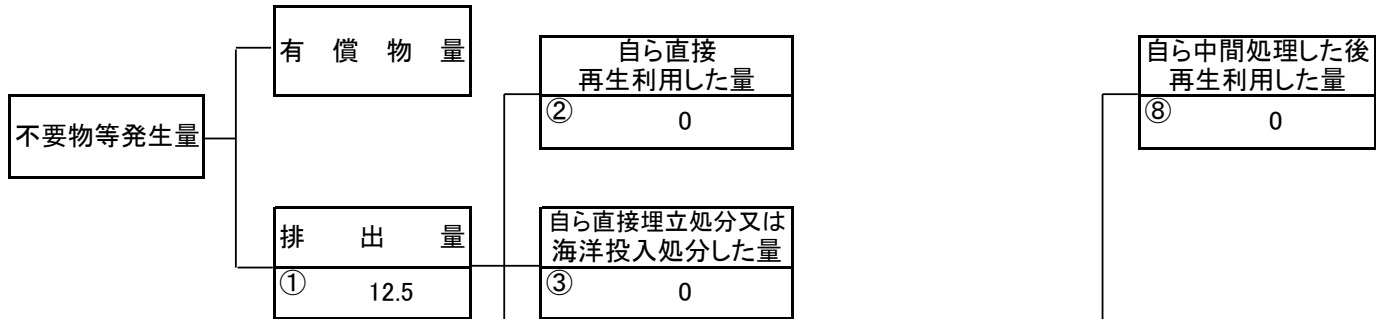 有償物量
自ら直接
再生利用した量
②
0
自ら中間処理した後
再生利用した量
⑧
0
不要物等発生量
排出量
①
12.5
自ら直接埋立処分又は
海洋投入処分した量
③
0